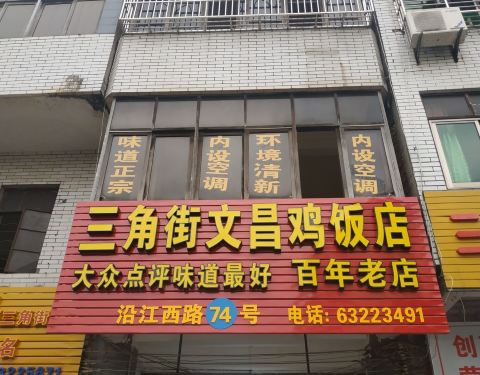 味道正宗
内设空调
环境清新
内设空调
三角街文昌鸡饭店
大众点评味道最好 百年老店
沿江西路74号 电话: 63223491
三角街
名
创